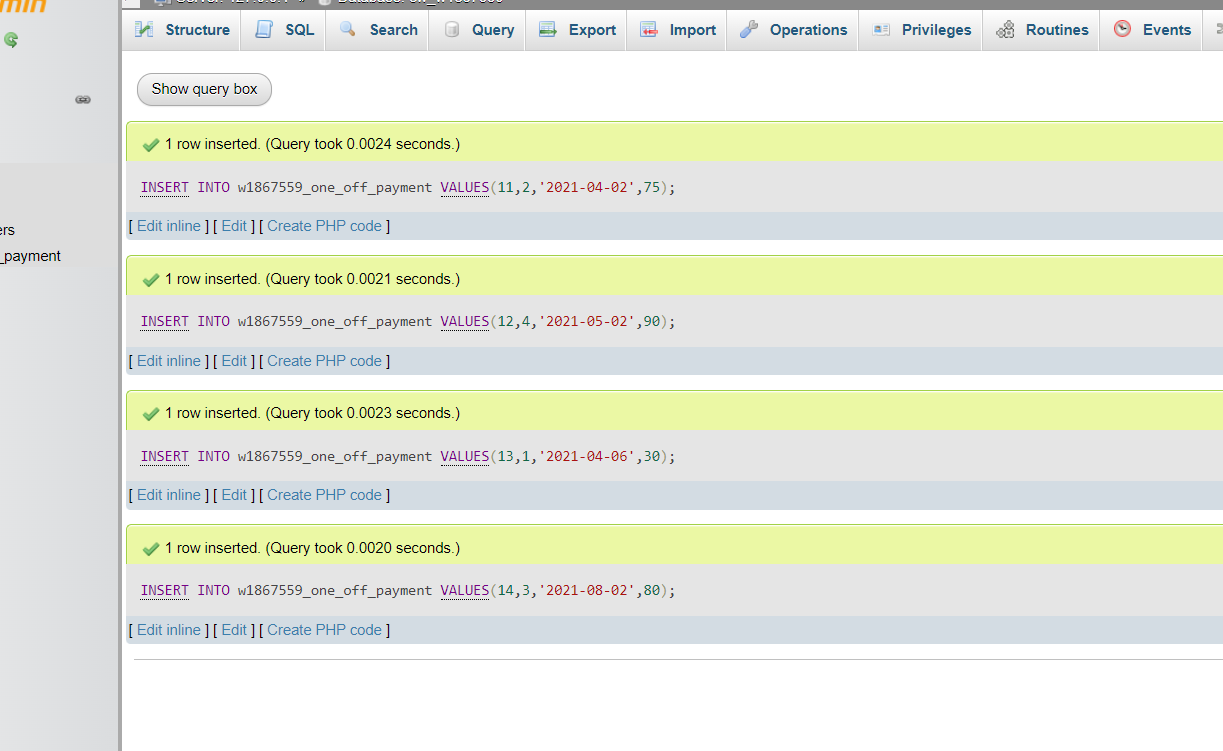 Structure SQL Search Query Export Import Operations Privileges Routines Events
Show query box
1 row inserted. (Query took 0.0024 seconds.)
INSERT INTO w1867559_one_off_payment VALUES(11,2,'2021-04-02',75);
[ Edit inline ] [ Edit ] [ Create PHP code ]
ers
_payment
1 row inserted. (Query took 0.0021 seconds.)
INSERT INTO w1867559_one_off_payment VALUES(12,4,'2021-05-02',90);
[ Edit inline ] [ Edit ] [ Create PHP code ]
1 row inserted. (Query took 0.0023 seconds.)
INSERT INTO w1867559_one_off_payment VALUES(13,1,'2021-04-06',30);
[ Edit inline ] [ Edit ] [ Create PHP code ]
1 row inserted. (Query took 0.0020 seconds.)
INSERT INTO w1867559_one_off_payment VALUES(14,3,'2021-08-02',80);
[ Edit inline ] [ Edit ] [ Create PHP code ]